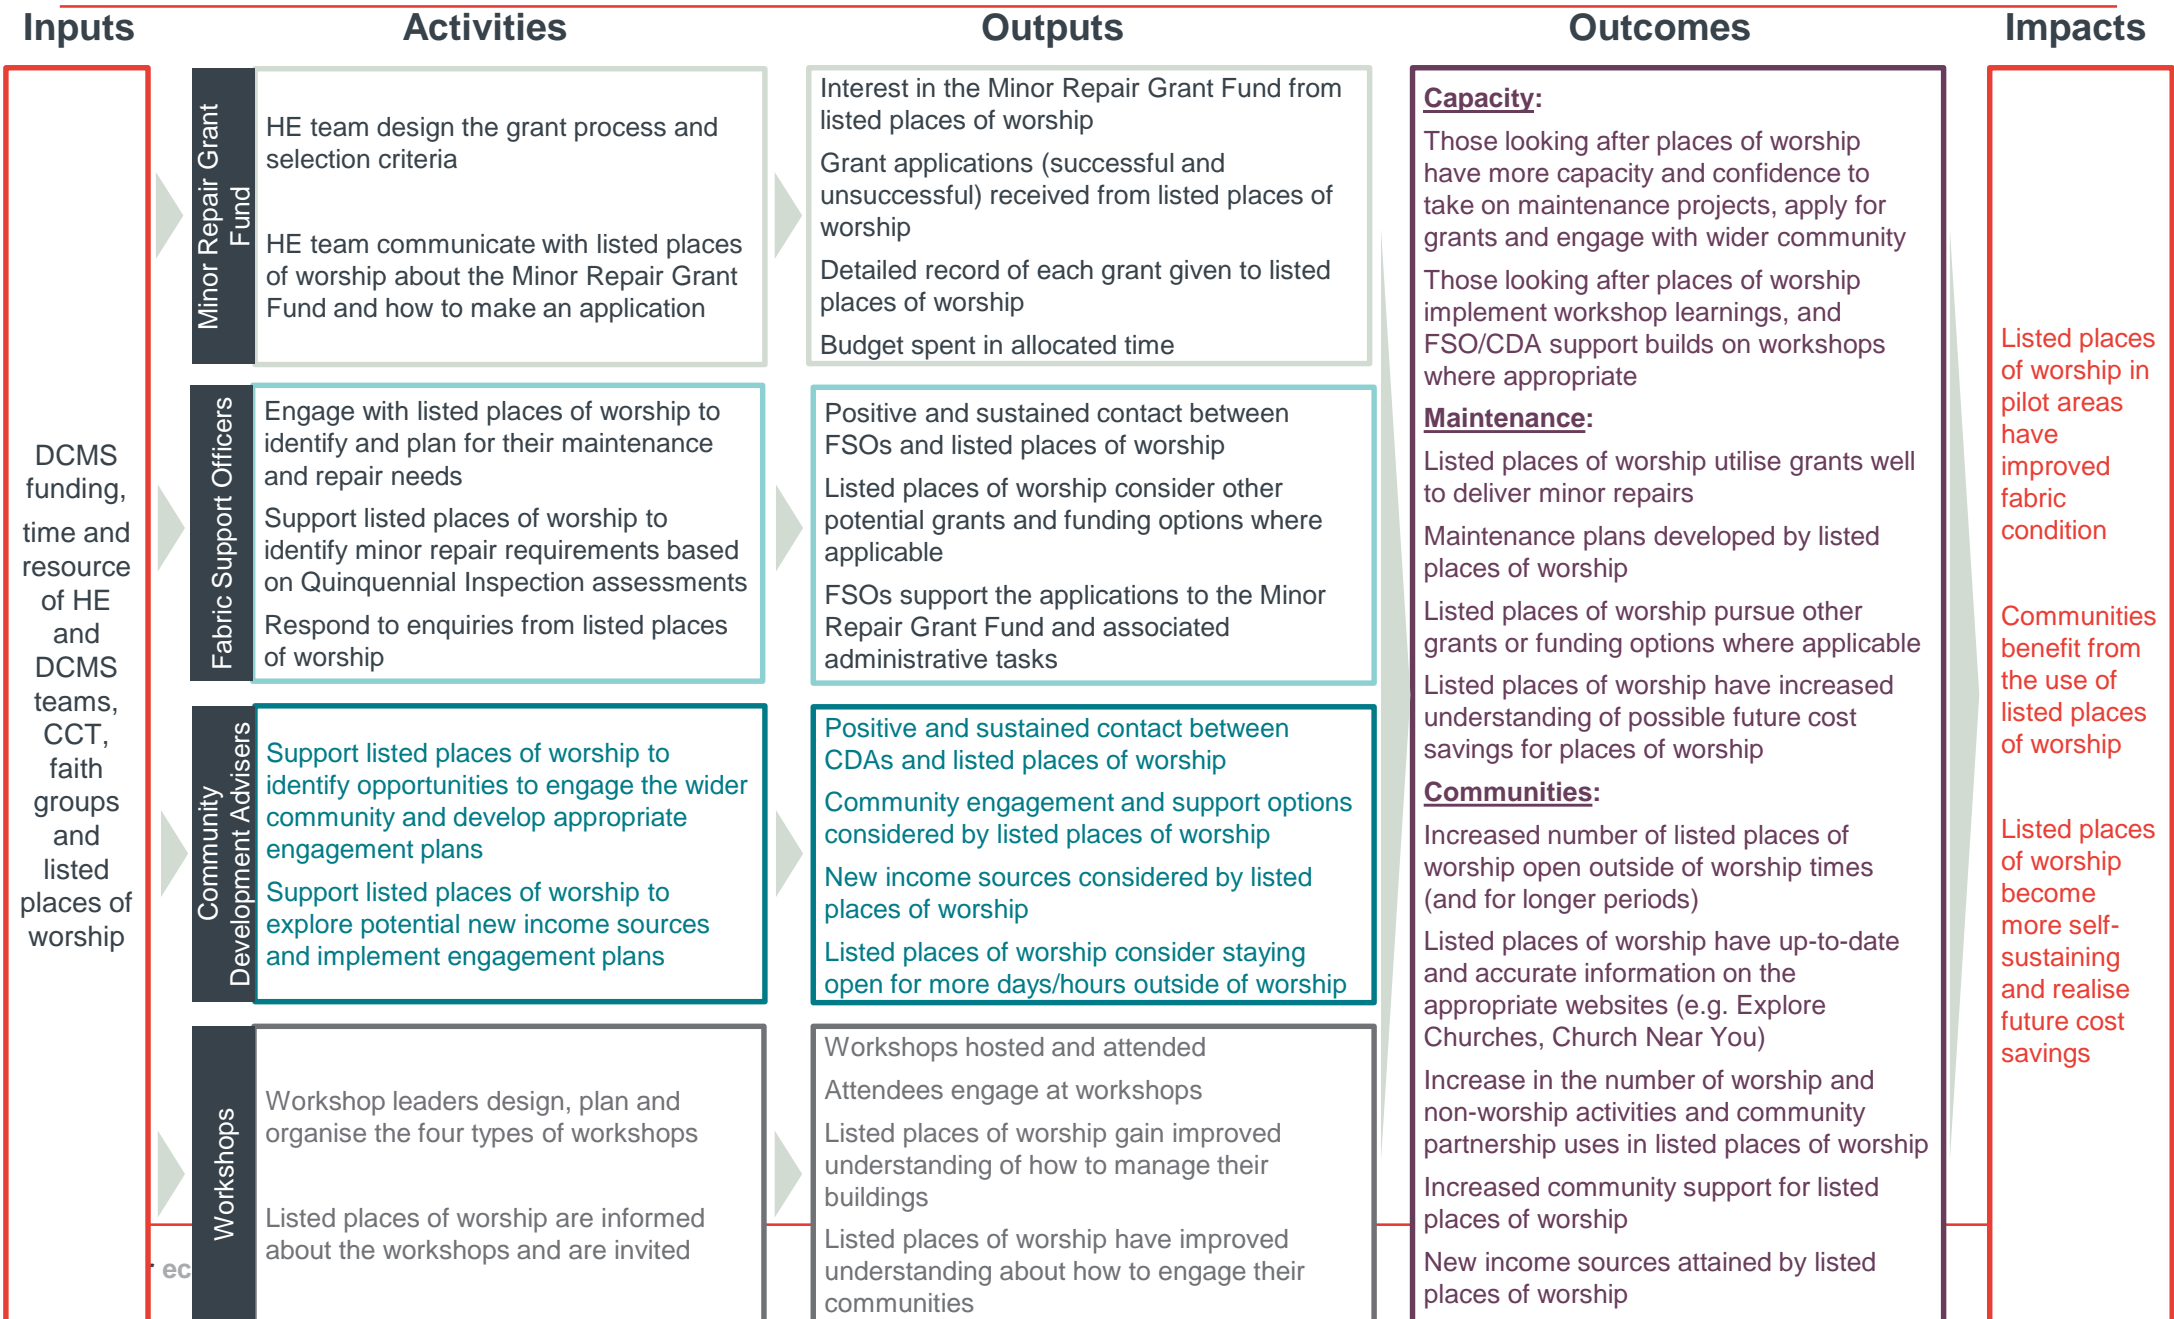 Inputs
Activities
Outputs
Outcomes
Impacts
DCMS
funding,
time and
resource
of HE
and
DCMS
teams,
CCT,
faith
groups
and
listed
places of
worship
Minor Repair Grant
Fund
HE team design the grant process and
selection criteria
HE team communicate with listed places
of worship about the Minor Repair Grant
Fund and how to make an application
Interest in the Minor Repair Grant Fund from
listed places of worship
Grant applications (successful and
unsuccessful) received from listed places of
worship
Detailed record of each grant given to listed
places of worship
Budget spent in allocated time
Fabric Support Officers
Engage with listed places of worship to
identify and plan for their maintenance
and repair needs
Support listed places of worship to
identify minor repair requirements based
on Quinquennial Inspection assessments
Respond to enquiries from listed places
of worship
Positive and sustained contact between
FSOs and listed places of worship
Listed places of worship consider other
potential grants and funding options where
applicable
FSOs support the applications to the Minor
Repair Grant Fund and associated
administrative tasks
Community
Development Advisers
Support listed places of worship to
identify opportunities to engage the wider
community and develop appropriate
engagement plans
Support listed places of worship to
explore potential new income sources
and implement engagement plans
Positive and sustained contact between
CDAs and listed places of worship
Community engagement and support options
considered by listed places of worship
New income sources considered by listed
places of worship
Listed places of worship consider staying
open for more days/hours outside of worship
Workshops
Workshop leaders design, plan and
organise the four types of workshops
Listed places of worship are informed
about the workshops and are invited
Workshops hosted and attended
Attendees engage at workshops
Listed places of worship gain improved
understanding of how to manage their
buildings
Listed places of worship have improved
understanding about how to engage their
communities
Capacity:
Those looking after places of worship
have more capacity and confidence to
take on maintenance projects, apply for
grants and engage with wider community
Those looking after places of worship
implement workshop learnings, and
FSO/CDA support builds on workshops
where appropriate
Maintenance:
Listed places of worship utilise grants well
to deliver minor repairs
Maintenance plans developed by listed
places of worship
Listed places of worship pursue other
grants or funding options where applicable
Listed places of worship have increased
understanding of possible future cost
savings for places of worship
Communities:
Increased number of listed places of
worship open outside of worship times
(and for longer periods)
Listed places of worship have up-to-date
and accurate information on the
appropriate websites (e.g. Explore
Churches, Church Near You)
Increase in the number of worship and
non-worship activities and community
partnership uses in listed places of worship
Increased community support for listed
places of worship
New income sources attained by listed
places of worship
Listed places
of worship in
pilot areas
have
improved
fabric
condition
Communities
benefit from
the use of
listed places
of worship
Listed places
of worship
become
more self-
sustaining
and realise
future cost
savings
ec